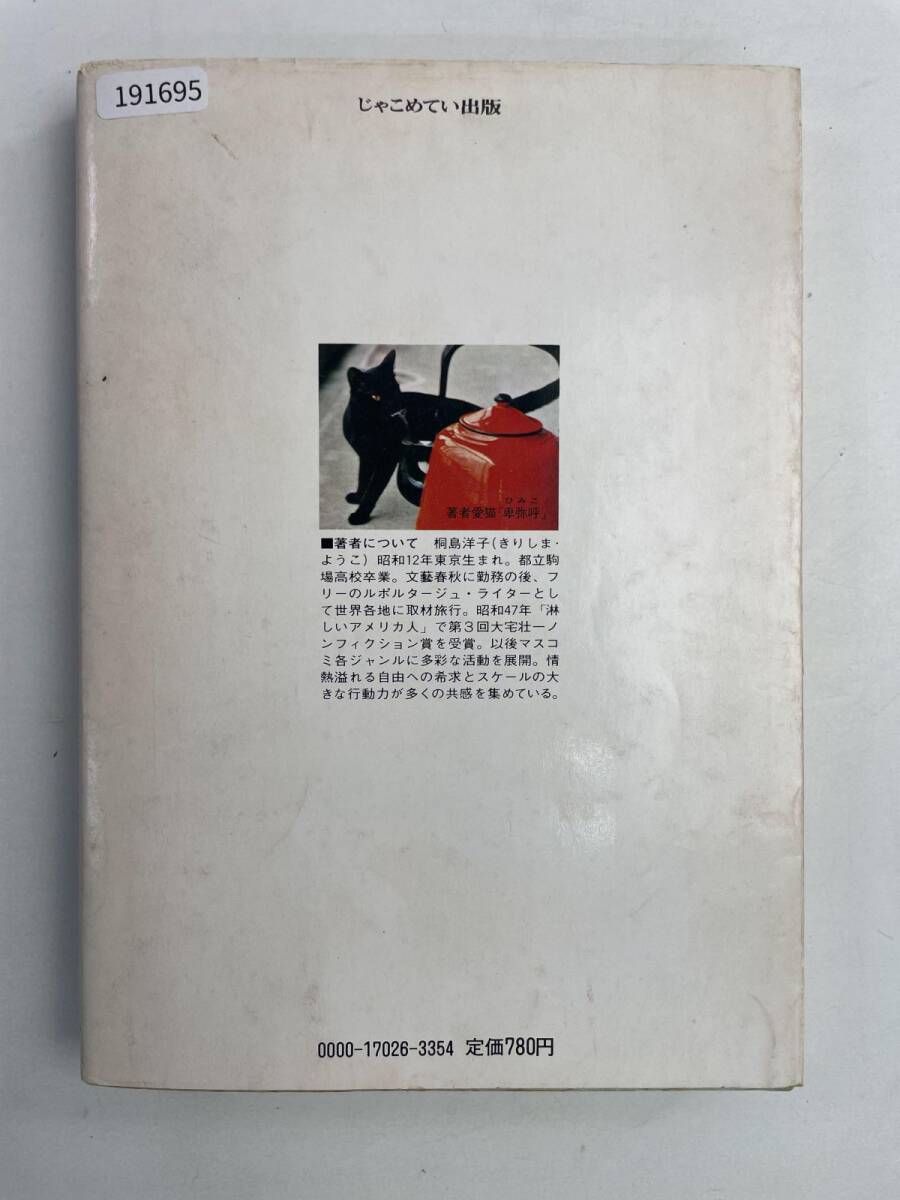 191695
じゃこめてい出版
ひみこ
著者愛猫「卑弥呼」
■著者について　桐島洋子(きりしま・
ようこ) 昭和12年東京生まれ。都立駒
場高校卒業。文藝春秋に勤務の後、フ
リーのルポルタージュ・ライターとし
て世界各地に取材旅行。昭和47年「淋
しいアメリカ人」で第3回大宅壮一ノ
ンフィクション賞を受賞。以後マスコ
ミ各ジャンルに多彩な活動を展開。情
熱溢れる自由への希求とスケールの大
きな行動力が多くの共感を集めている。
0000-17026-3354 定価780円